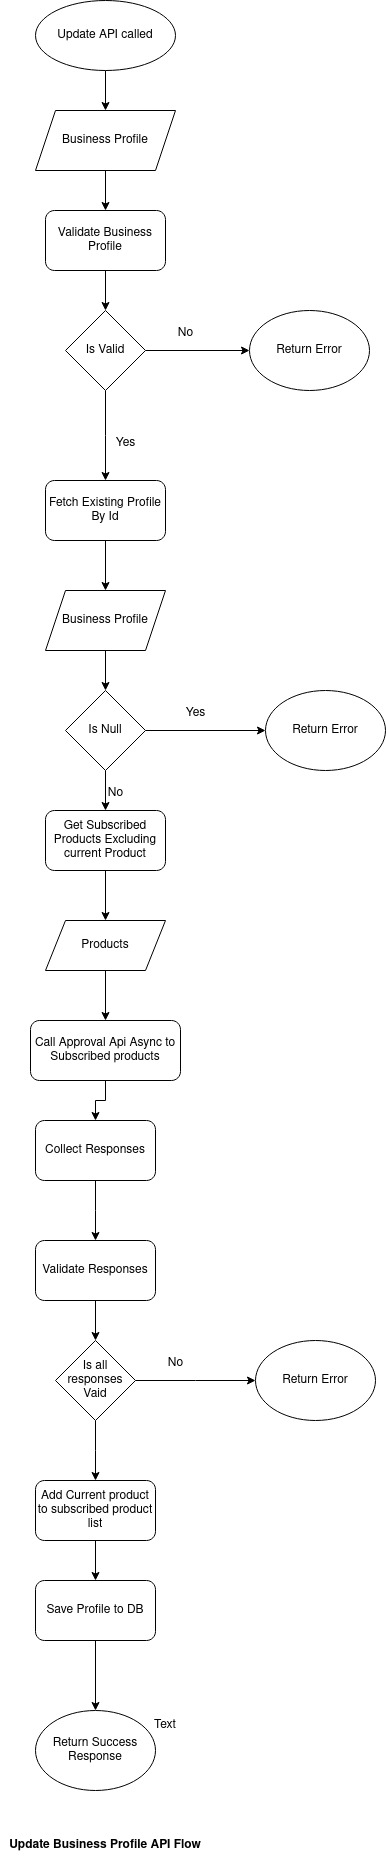 Update API called
Business Profile
Validate Business
Profile
Is Valid
No
Return Error
Yes
Fetch Existing Profile
By Id
Business Profile
Is Null
Yes
Return Error
No
Get Subscribed
Products Excluding
current Product
Products
Call Approval Api Async to
Subscribed products
Collect Responses
Validate Responses
Is all
responses
Vaid
No
Return Error
Add Current product
to subscribed product
list
Save Profile to DB
Text
Return Success
Response
Update Business Profile API Flow